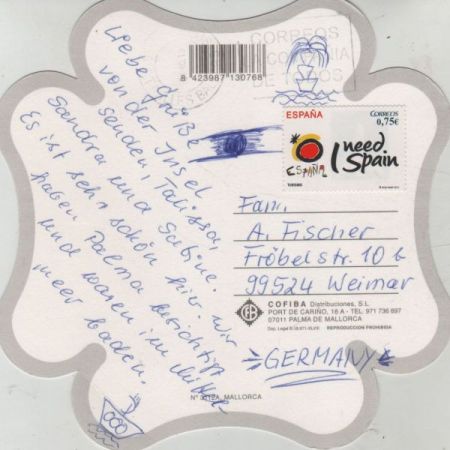 Liebe Grüße
von der Insel
senden, Talissa,
Sandra und Sabine.
Es ist sehr schön hier. Wir
haben Palma besichtigt
und waren im Mittel
meer baden.
8 423987 130768
CORREOS
ESPAÑA
CORREOS
0,75€
I need
Spain
ESPAÑA
TURISMO
Fam.
A. Fischer
Fröbelstr. 10 b
99524 Weimar
GERMANY
COFIBA Distribuciones, S.L
PORT DE CARIÑO, 16 A - TEL. 971 736 897
07011 PALMA DE MALLORCA
REPRODUCCION PROHIBIDA
MALLORCA